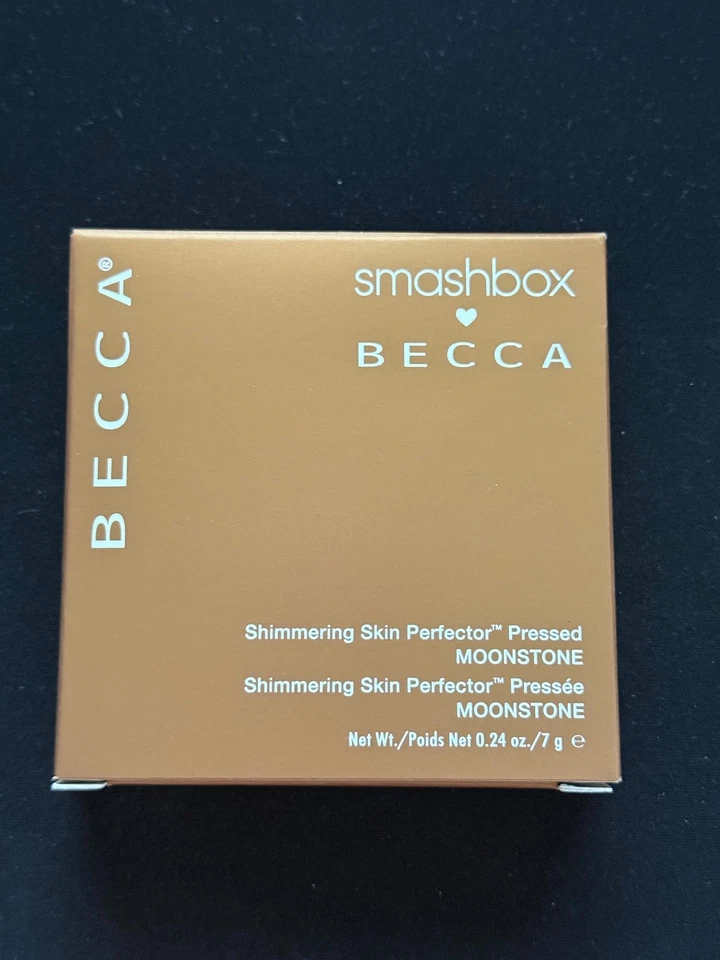 BECCA®
smashbox
♥
BECCA
Shimmering Skin Perfector™ Pressed
MOONSTONE
Shimmering Skin Perfector™ Pressée
MOONSTONE
Net Wt./Poids Net 0.24 oz./7 g ℮